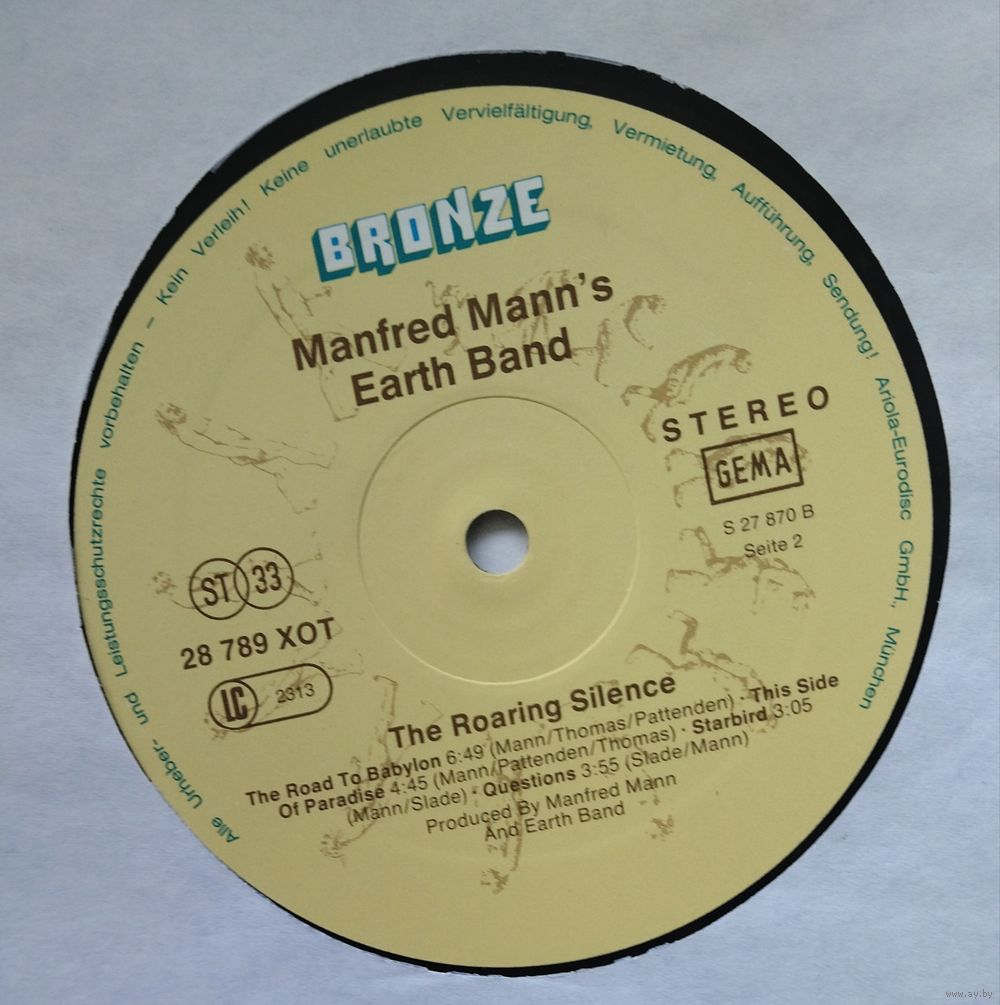 Alle Urheber- und Leistungsschutzrechte vorbehalten – Kein Verleih! Keine unerlaubte Vervielfältigung, Vermietung, Aufführung, Sendung! Ariola-Eurodisc GmbH., München
BRONZE
Manfred Mann's
Earth Band
STEREO
GEMA
S 27 870 B
Seite 2
ST 33
28 789 XOT
LC 2313
The Roaring Silence
The Road To Babylon 6:49 (Mann/Thomas/Pattenden) · This Side
Of Paradise 4:45 (Mann/Pattenden/Thomas) · Starbird 3:05
(Mann/Slade) · Questions 3:55 (Slade/Mann)
Produced By Manfred Mann
And Earth Band
www.ay.by